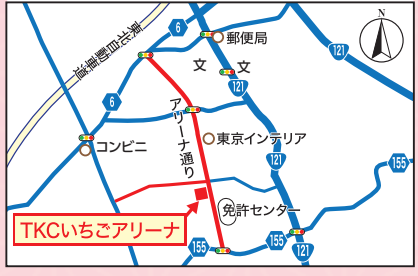 東北自動車道
6
郵便局
N
文
文
121
121
6
アリーナ通り
コンビニ
東京インテリア
121
155
免許センター
TKCいちごアリーナ
155
155
121